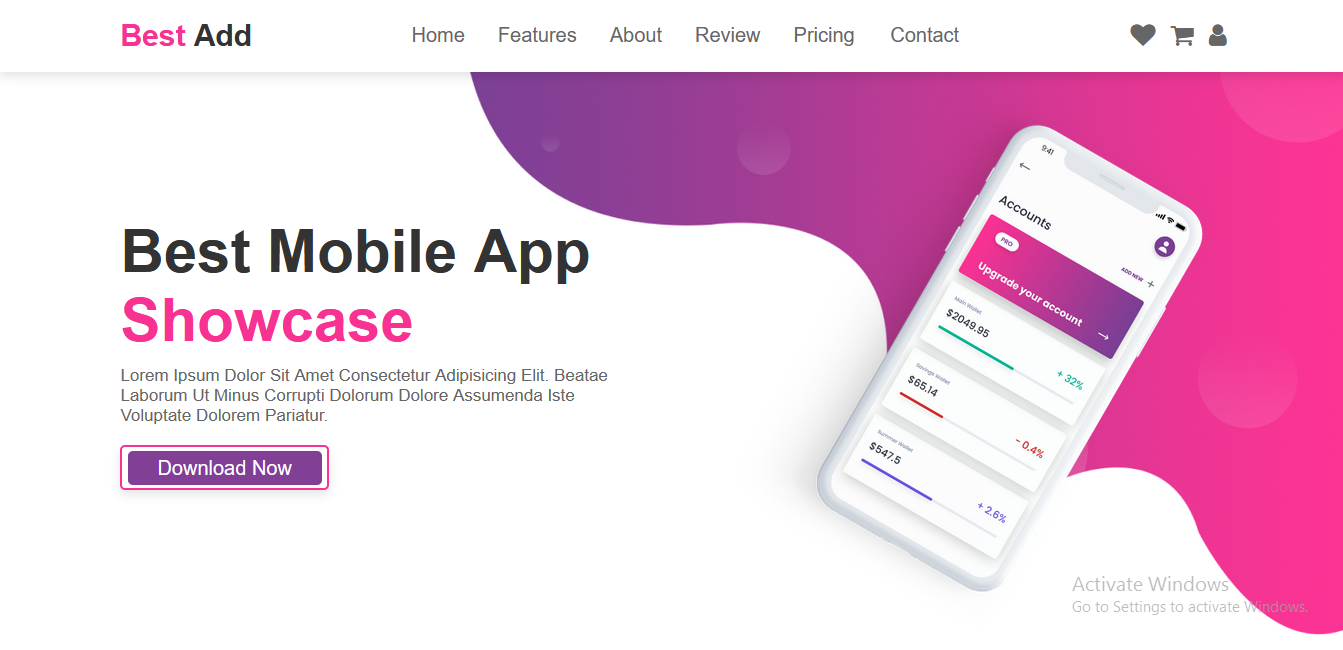 Best Add
Home Features About Review Pricing Contact
9:41
Accounts
PRO
Upgrade your account
ADD NEW +
Main Wallet
$2049.95
+ 32%
Savings Wallet
$65.14
- 0.4%
Summer Wallet
$547.5
+ 2.6%
Best Mobile App
Showcase
Lorem Ipsum Dolor Sit Amet Consectetur Adipisicing Elit. Beatae
Laborum Ut Minus Corrupti Dolorum Dolore Assumenda Iste
Voluptate Dolorem Pariatur.
Download Now
Activate Windows
Go to Settings to activate Windows.